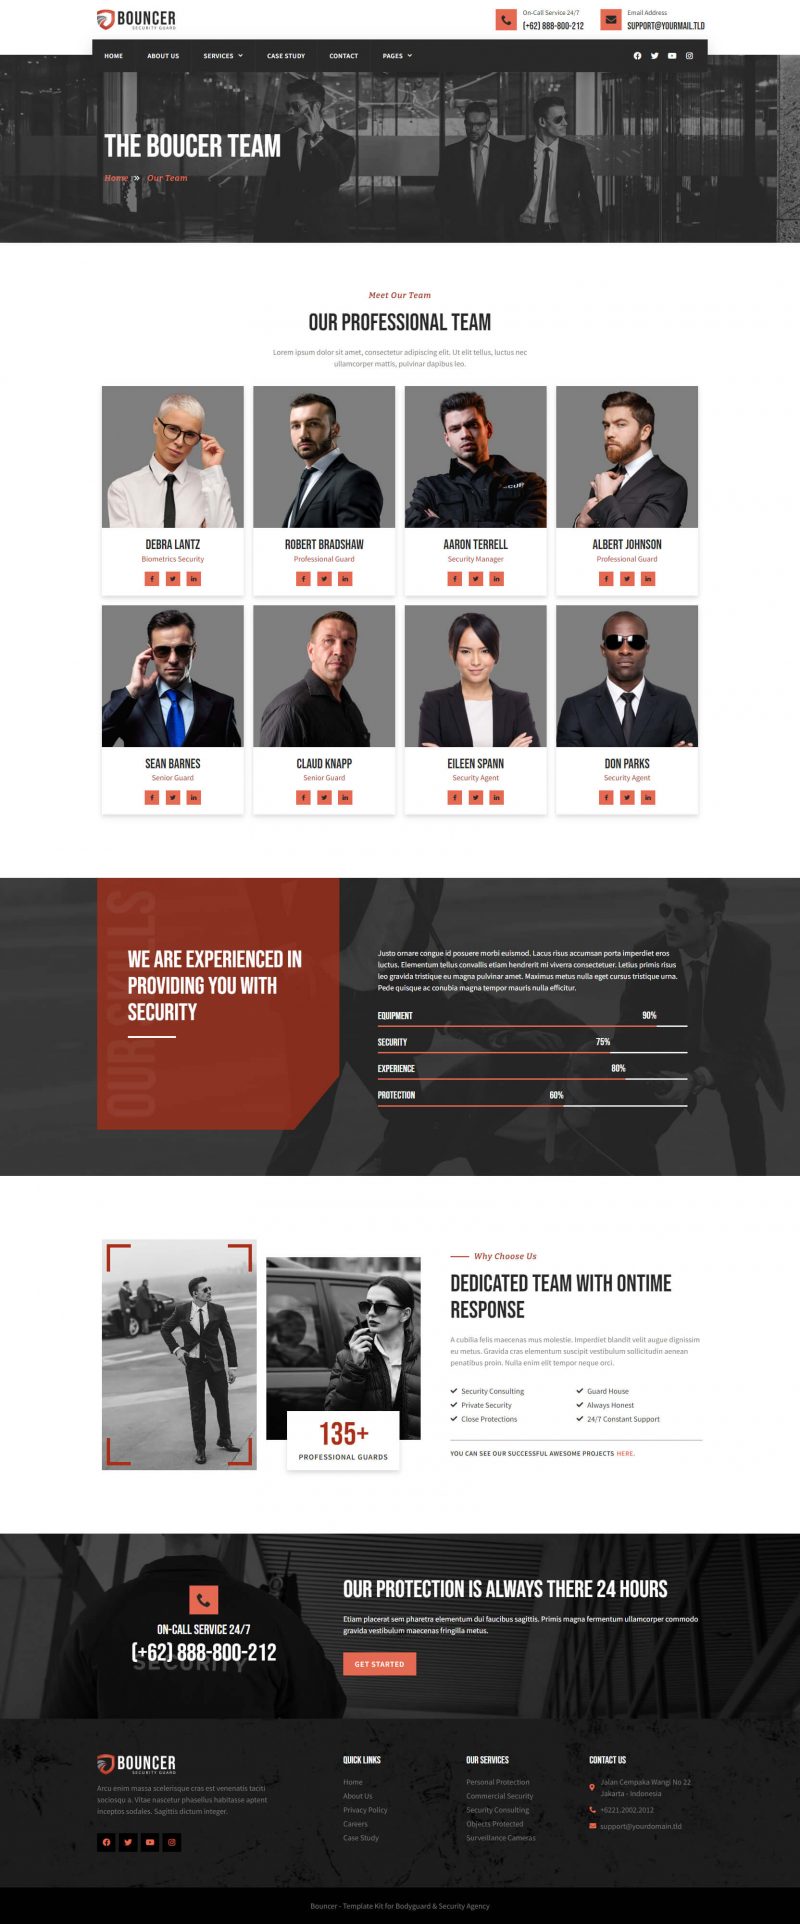 BOUNCER
SECURITY GUARD
On-Call Service 24/7
(+62) 888-800-212
Email Address
SUPPORT@YOURMAIL.TLD
HOME ABOUT US SERVICES CASE STUDY CONTACT PAGES
THE BOUCER TEAM
Home » Our Team
Meet Our Team
OUR PROFESSIONAL TEAM
Lorem ipsum dolor sit amet, consectetur adipiscing elit. Ut elit tellus, luctus nec
ullamcorper mattis, pulvinar dapibus leo.
DEBRA LANTZ
Biometrics Security
ROBERT BRADSHAW
Professional Guard
AARON TERRELL
Security Manager
ALBERT JOHNSON
Professional Guard
SEAN BARNES
Senior Guard
CLAUD KNAPP
Senior Guard
EILEEN SPANN
Security Agent
DON PARKS
Security Agent
OUR SKILLS
WE ARE EXPERIENCED IN
PROVIDING YOU WITH
SECURITY
Justo ornare congue id posuere morbi euismod. Lacus risus accumsan porta imperdiet eros
luctus. Elementum tellus convallis etiam hendrerit mi viverra consectetuer. Letius primis risus
leo gravida tristique eu magna pulvinar amet. Maximus metus nulla eget cursus tristique urna.
Pede quisque ac conubia magna tempor mauris nulla efficitur.
EQUIPMENT 90%
SECURITY 75%
EXPERIENCE 80%
PROTECTION 60%
135+
PROFESSIONAL GUARDS
Why Choose Us
DEDICATED TEAM WITH ONTIME
RESPONSE
A cubilia felis maecenas mus molestie. Imperdiet blandit velit augue dignissim
eu metus. Gravida cras elementum suscipit vestibulum sollicitudin aenean
penatibus proin. Nulla enim elit tempor neque orci.
Security Consulting
Private Security
Close Protections
Guard House
Always Honest
24/7 Constant Support
YOU CAN SEE OUR SUCCESSFUL AWESOME PROJECTS HERE.
ON-CALL SERVICE 24/7
(+62) 888-800-212
SECURITY
OUR PROTECTION IS ALWAYS THERE 24 HOURS
Etiam placerat sem pharetra elementum dui faucibus sagittis. Primis magna fermentum ullamcorper commodo
gravida vestibulum maecenas fringilla metus.
GET STARTED
BOUNCER
SECURITY GUARD
Arcu enim massa scelerisque cras est venenatis taciti
sociosqu a. Vitae nascetur phasellus habitasse aptent
inceptos sodales. Sagittis dictum integer.
QUICK LINKS
Home
About Us
Privacy Policy
Careers
Case Study
OUR SERVICES
Personal Protection
Commercial Security
Security Consulting
Objects Protected
Surveillance Cameras
CONTACT US
Jalan Cempaka Wangi No 22
Jakarta - Indonesia
+6221.2002.2012
support@yourdomain.tld
Bouncer - Template Kit for Bodyguard & Security Agency